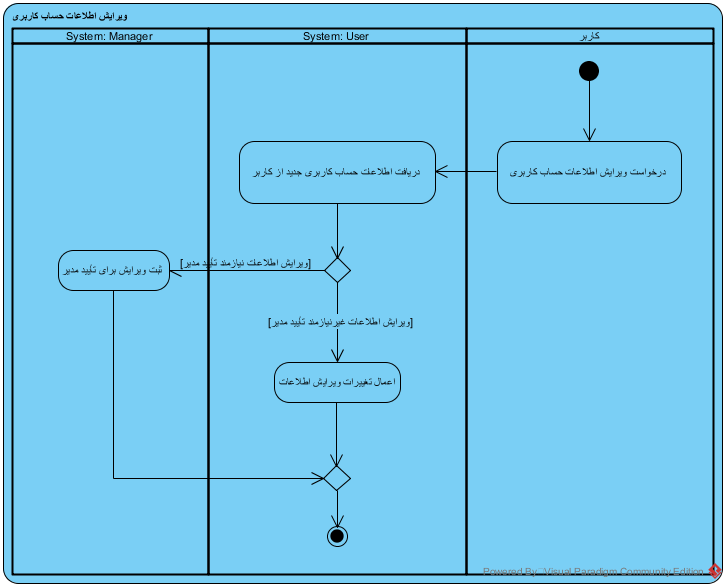 ویرایش اطلاعات حساب کاربری
System: Manager
System: User
کاربر
درخواست ویرایش اطلاعات حساب کاربری
دریافت اطلاعات حساب کاربری جدید از کاربر
[ویرایش اطلاعات نیازمند تأیید مدیر]
ثبت ویرایش برای تأیید مدیر
[ویرایش اطلاعات غیرنیازمند تأیید مدیر]
اعمال تغییرات ویرایش اطلاعات
Powered By Visual Paradigm Community Edition